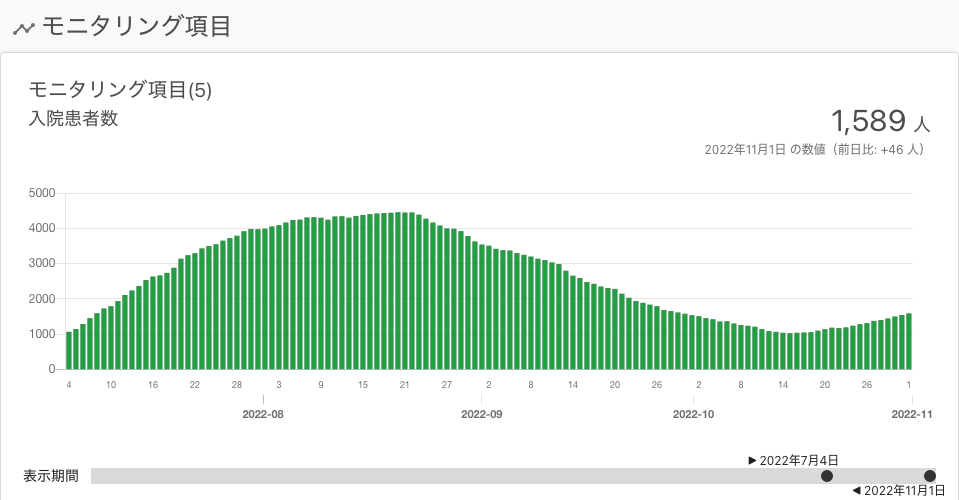 モニタリング項目
モニタリング項目(5)
入院患者数
1,589 人
2022年11月1日 の数値（前日比: +46 人）
5000
4000
3000
2000
1000
0
4 10 16 22 28 3 9 15 21 27 2 8 14 20 26 2 8 14 20 26 1
2022-08 2022-09 2022-10 2022-11
2022年7月4日
表示期間
2022年11月1日